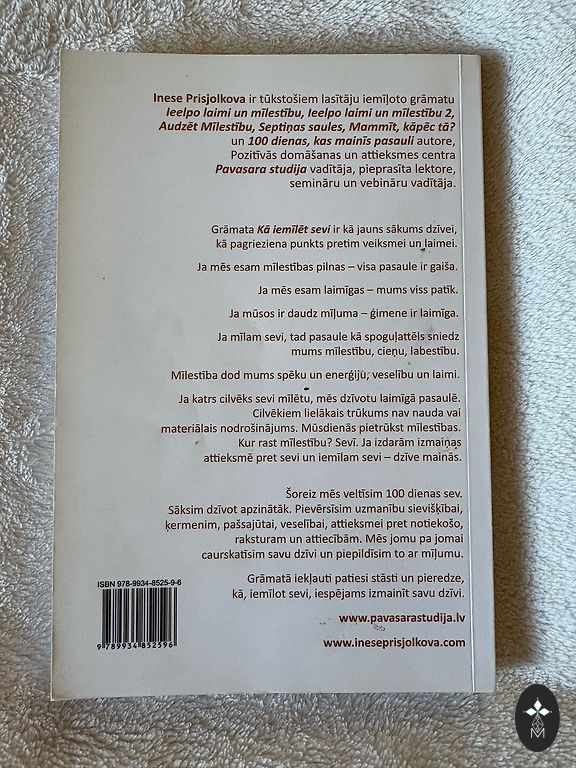 Inese Prisjolkova ir tūkstošiem lasītāju iemīļoto grāmatu
Ieelpo laimi un mīlestību, Ieelpo laimi un mīlestību 2,
Audzēt Mīlestību, Septiņas saules, Mammīt, kāpēc tā?
un 100 dienas, kas mainīs pasauli autore,
Pozitīvās domāšanas un attieksmes centra
Pavasara studija vadītāja, pieprasīta lektore,
semināru un vebināru vadītāja.
Grāmata Kā iemīlēt sevi ir kā jauns sākums dzīvei,
kā pagrieziena punkts pretim veiksmei un laimei.
Ja mēs esam mīlestības pilnas – visa pasaule ir gaiša.
Ja mēs esam laimīgas – mums viss patīk.
Ja mūsos ir daudz mīļuma – ģimene ir laimīga.
Ja mīlam sevi, tad pasaule kā spoguļattēls sniedz
mums mīlestību, cieņu, labestību.
Mīlestība dod mums spēku un enerģiju, veselību un laimi.
Ja katrs cilvēks sevi mīlētu, mēs dzīvotu laimīgā pasaulē.
Cilvēkiem lielākais trūkums nav nauda vai
materiālais nodrošinājums. Mūsdienās pietrūkst mīlestības.
Kur rast mīlestību? Sevī. Ja izdarām izmaiņas
attieksmē pret sevi un iemīlam sevi – dzīve mainās.
Šoreiz mēs veltīsim 100 dienas sev.
Sāksim dzīvot apzinātāk. Pievērsīsim uzmanību sievišķībai,
ķermenim, pašsajūtai, veselībai, attieksmei pret notiekošo,
raksturam un attiecībām. Mēs jomu pa jomai
caurskatīsim savu dzīvi un piepildīsim to ar mīļumu.
Grāmatā iekļauti patiesi stāsti un pieredze,
kā, iemīlot sevi, iespējams izmainīt savu dzīvi.
ISBN 978-9934-8525-9-6
9 789934 852596
www.pavasarastudija.lv
www.ineseprisjolkova.com
M